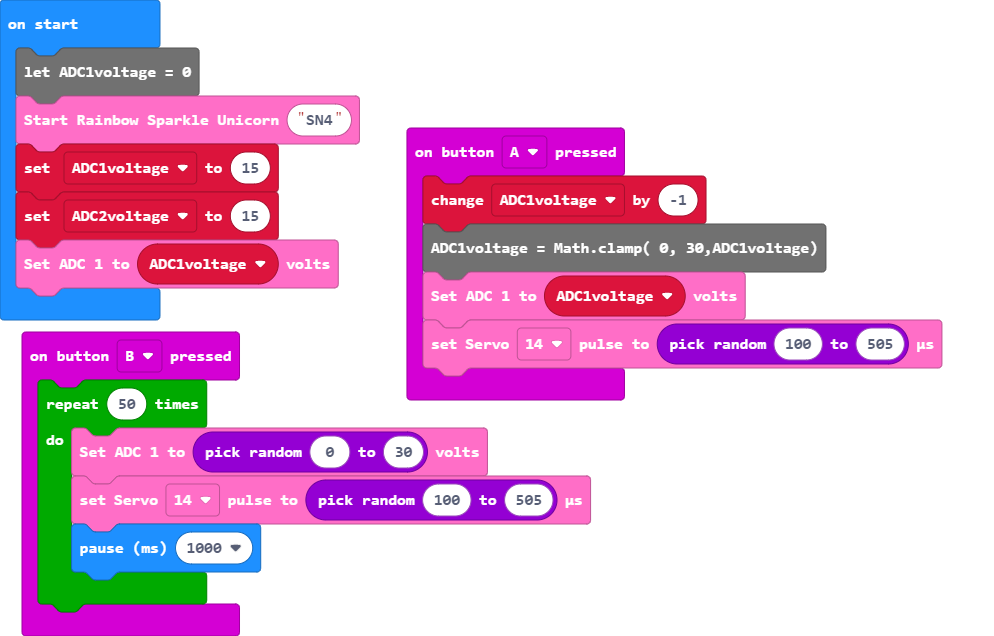 on start
let ADC1voltage = 0
Start Rainbow Sparkle Unicorn "SN4"
set ADC1voltage to 15
set ADC2voltage to 15
Set ADC 1 to ADC1voltage volts
on button A pressed
change ADC1voltage by -1
ADC1voltage = Math.clamp( 0, 30,ADC1voltage)
Set ADC 1 to ADC1voltage volts
set Servo 14 pulse to pick random 100 to 505 µs
on button B pressed
repeat 50 times
do
Set ADC 1 to pick random 0 to 30 volts
set Servo 14 pulse to pick random 100 to 505 µs
pause (ms) 1000